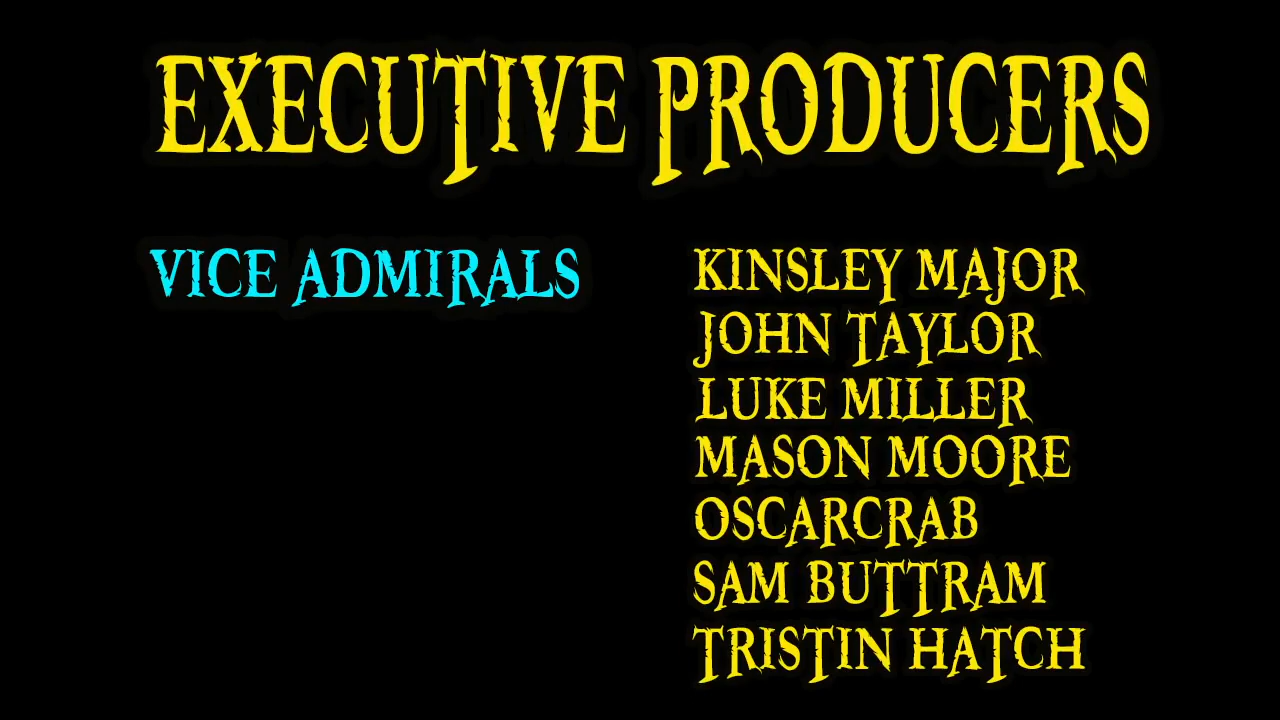 EXECUTIVE PRODUCERS
VICE ADMIRALS
KINSLEY MAJOR
JOHN TAYLOR
LUKE MILLER
MASON MOORE
OSCARCRAB
SAM BUTTRAM
TRISTIN HATCH